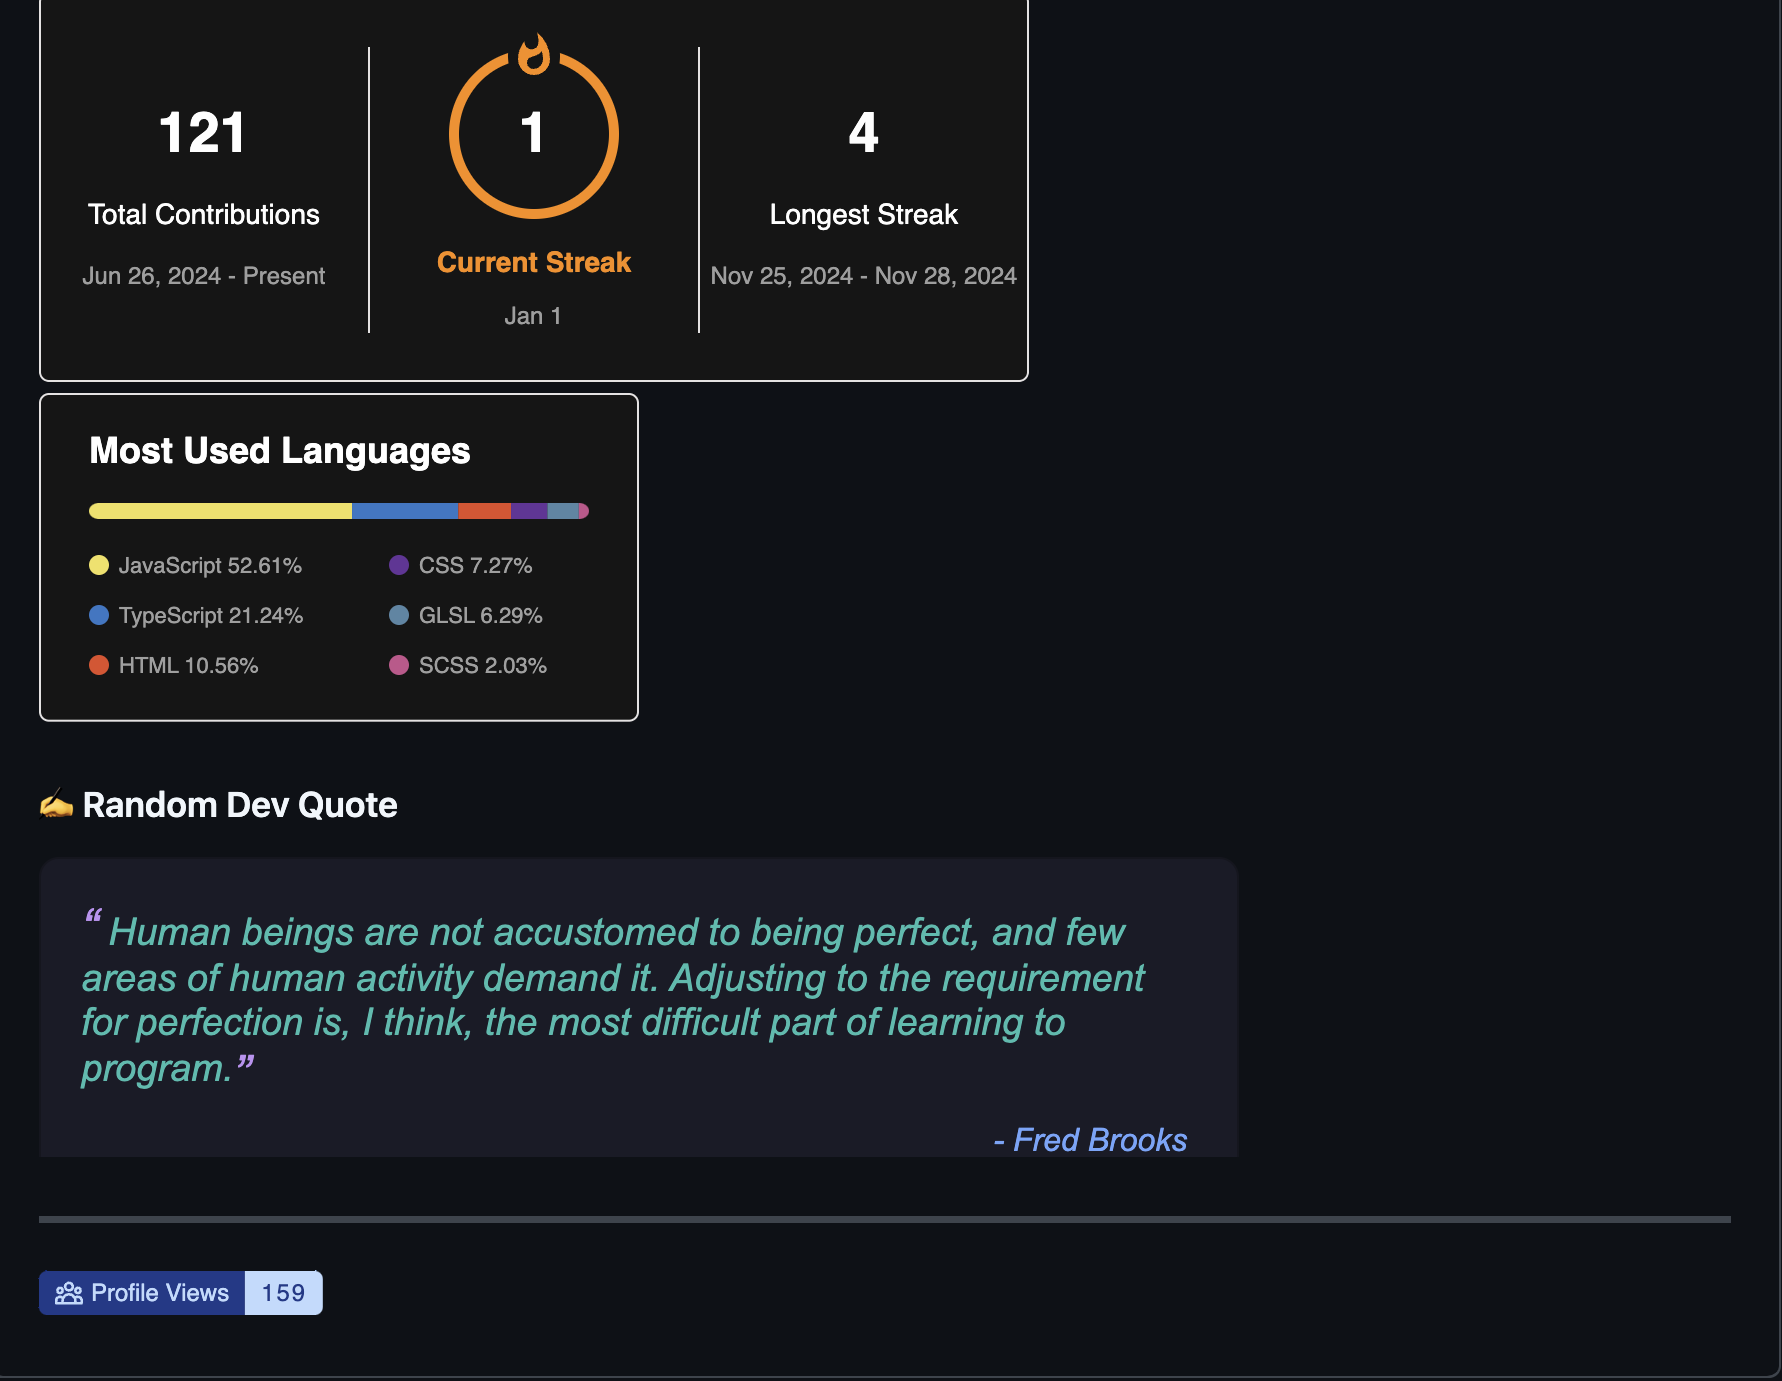 121
Total Contributions
Jun 26, 2024 - Present
1
Current Streak
Jan 1
4
Longest Streak
Nov 25, 2024 - Nov 28, 2024
Most Used Languages
JavaScript 52.61%
TypeScript 21.24%
HTML 10.56%
CSS 7.27%
GLSL 6.29%
SCSS 2.03%
✍️ Random Dev Quote
“ Human beings are not accustomed to being perfect, and few
areas of human activity demand it. Adjusting to the requirement
for perfection is, I think, the most difficult part of learning to
program.”
- Fred Brooks
Profile Views 159